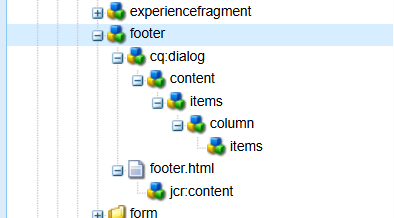 experiencefragment
footer
cq:dialog
content
items
column
items
footer.html
jcr:content
form